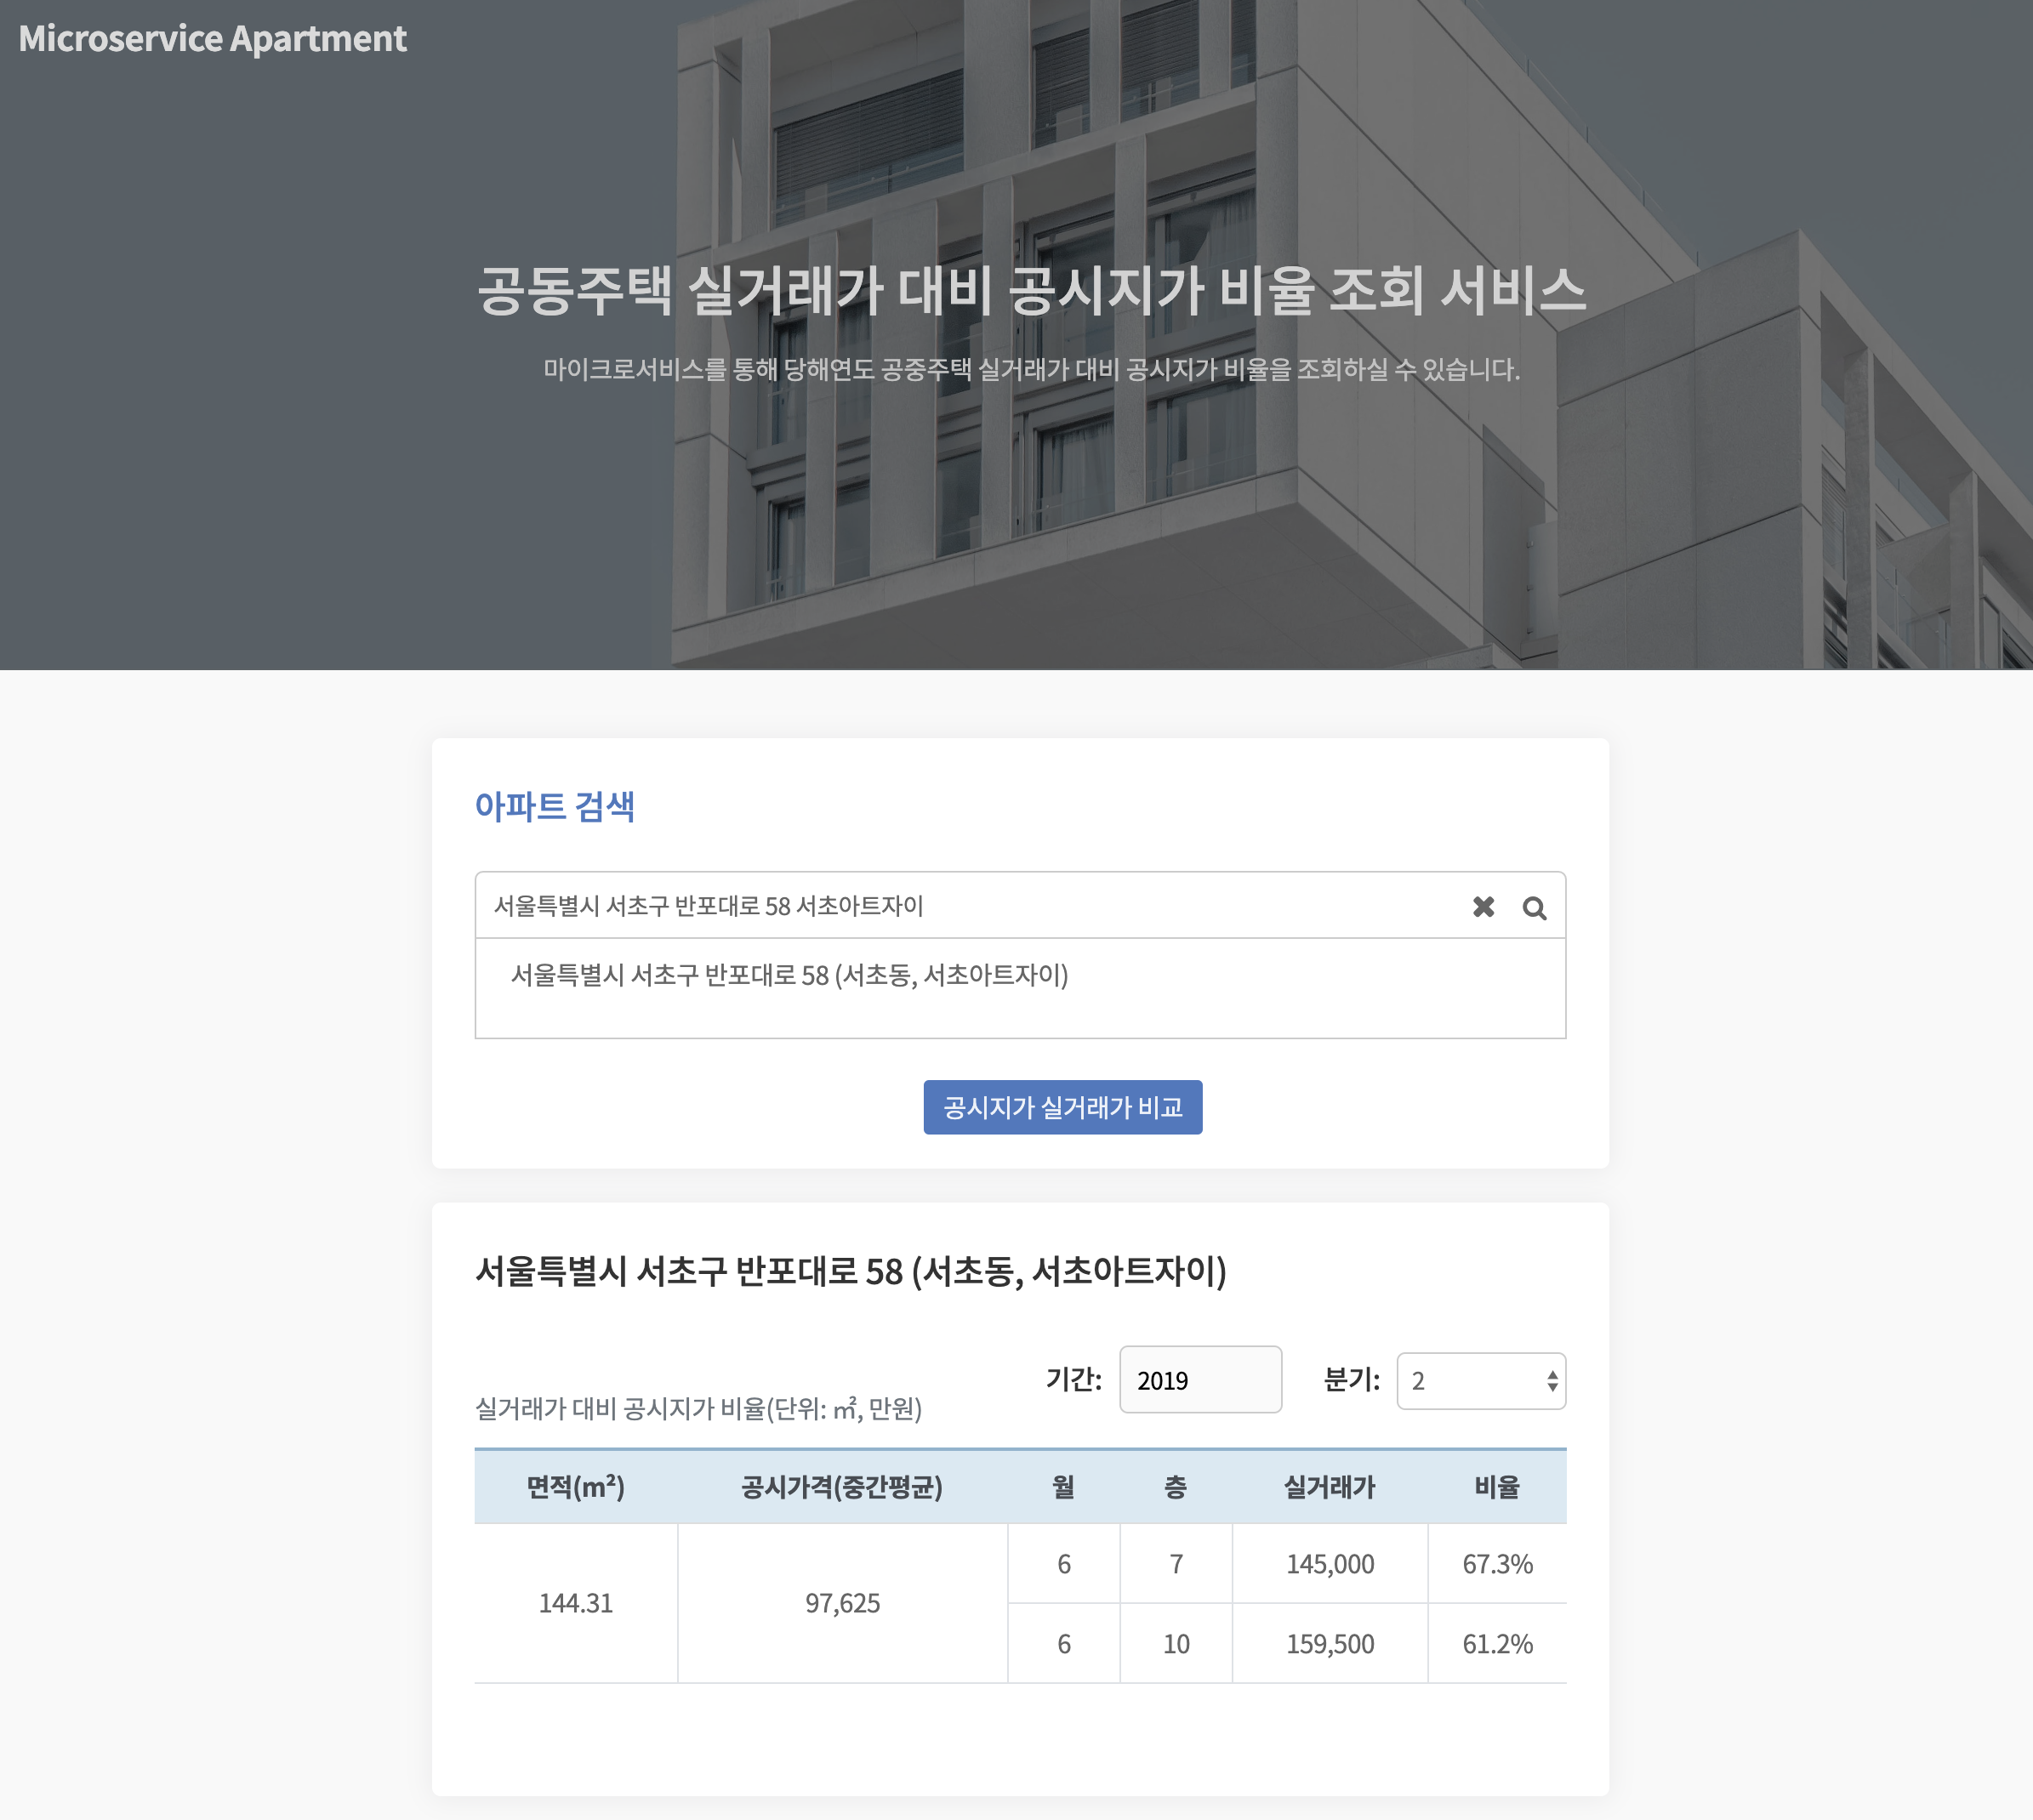 Microservice Apartment
공동주택 실거래가 대비 공시지가 비율 조회 서비스
마이크로서비스를 통해 당해연도 공중주택 실거래가 대비 공시지가 비율을 조회하실 수 있습니다.
아파트 검색
서울특별시 서초구 반포대로 58 서초아트자이
서울특별시 서초구 반포대로 58 (서초동, 서초아트자이)
공시지가 실거래가 비교
서울특별시 서초구 반포대로 58 (서초동, 서초아트자이)
기간: 2019 분기: 2
실거래가 대비 공시지가 비율(단위: ㎡, 만원)
면적(m²) 공시가격(중간평균) 월 층 실거래가 비율
144.31 97,625 6 7 145,000 67.3%
6 10 159,500 61.2%